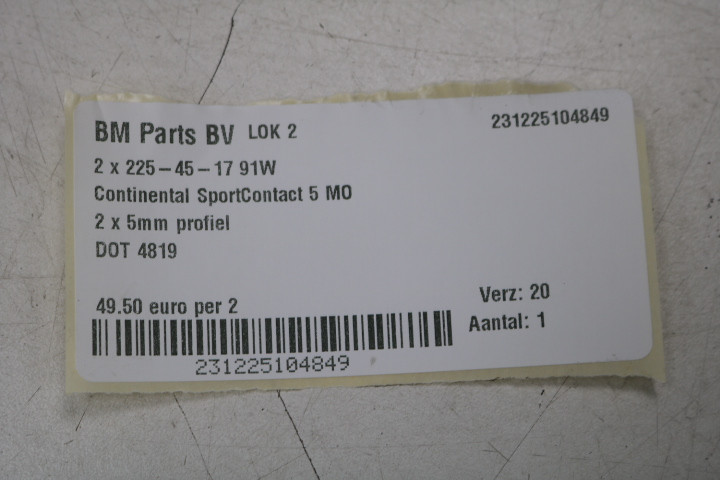 BM Parts BV LOK 2 231225104849
2 x 225-45-17 91W
Continental SportContact 5 MO
2 x 5mm profiel
DOT 4819
49.50 euro per 2
Verz: 20
Aantal: 1
231225104849